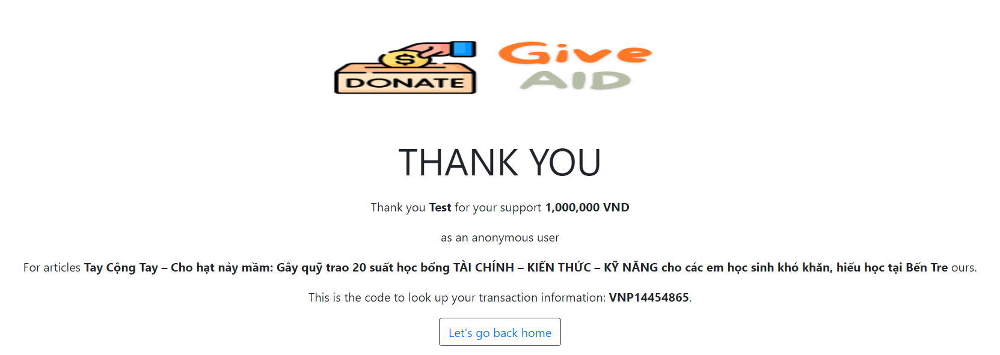 DONATE
Give
AID
THANK YOU
Thank you Test for your support 1,000,000 VND
as an anonymous user
For articles Tay Cộng Tay – Cho hạt nảy mầm: Gây quỹ trao 20 suất học bổng TÀI CHÍNH – KIẾN THỨC – KỸ NĂNG cho các em học sinh khó khăn, hiếu học tại Bến Tre ours.
This is the code to look up your transaction information: VNP14454865.
Let's go back home